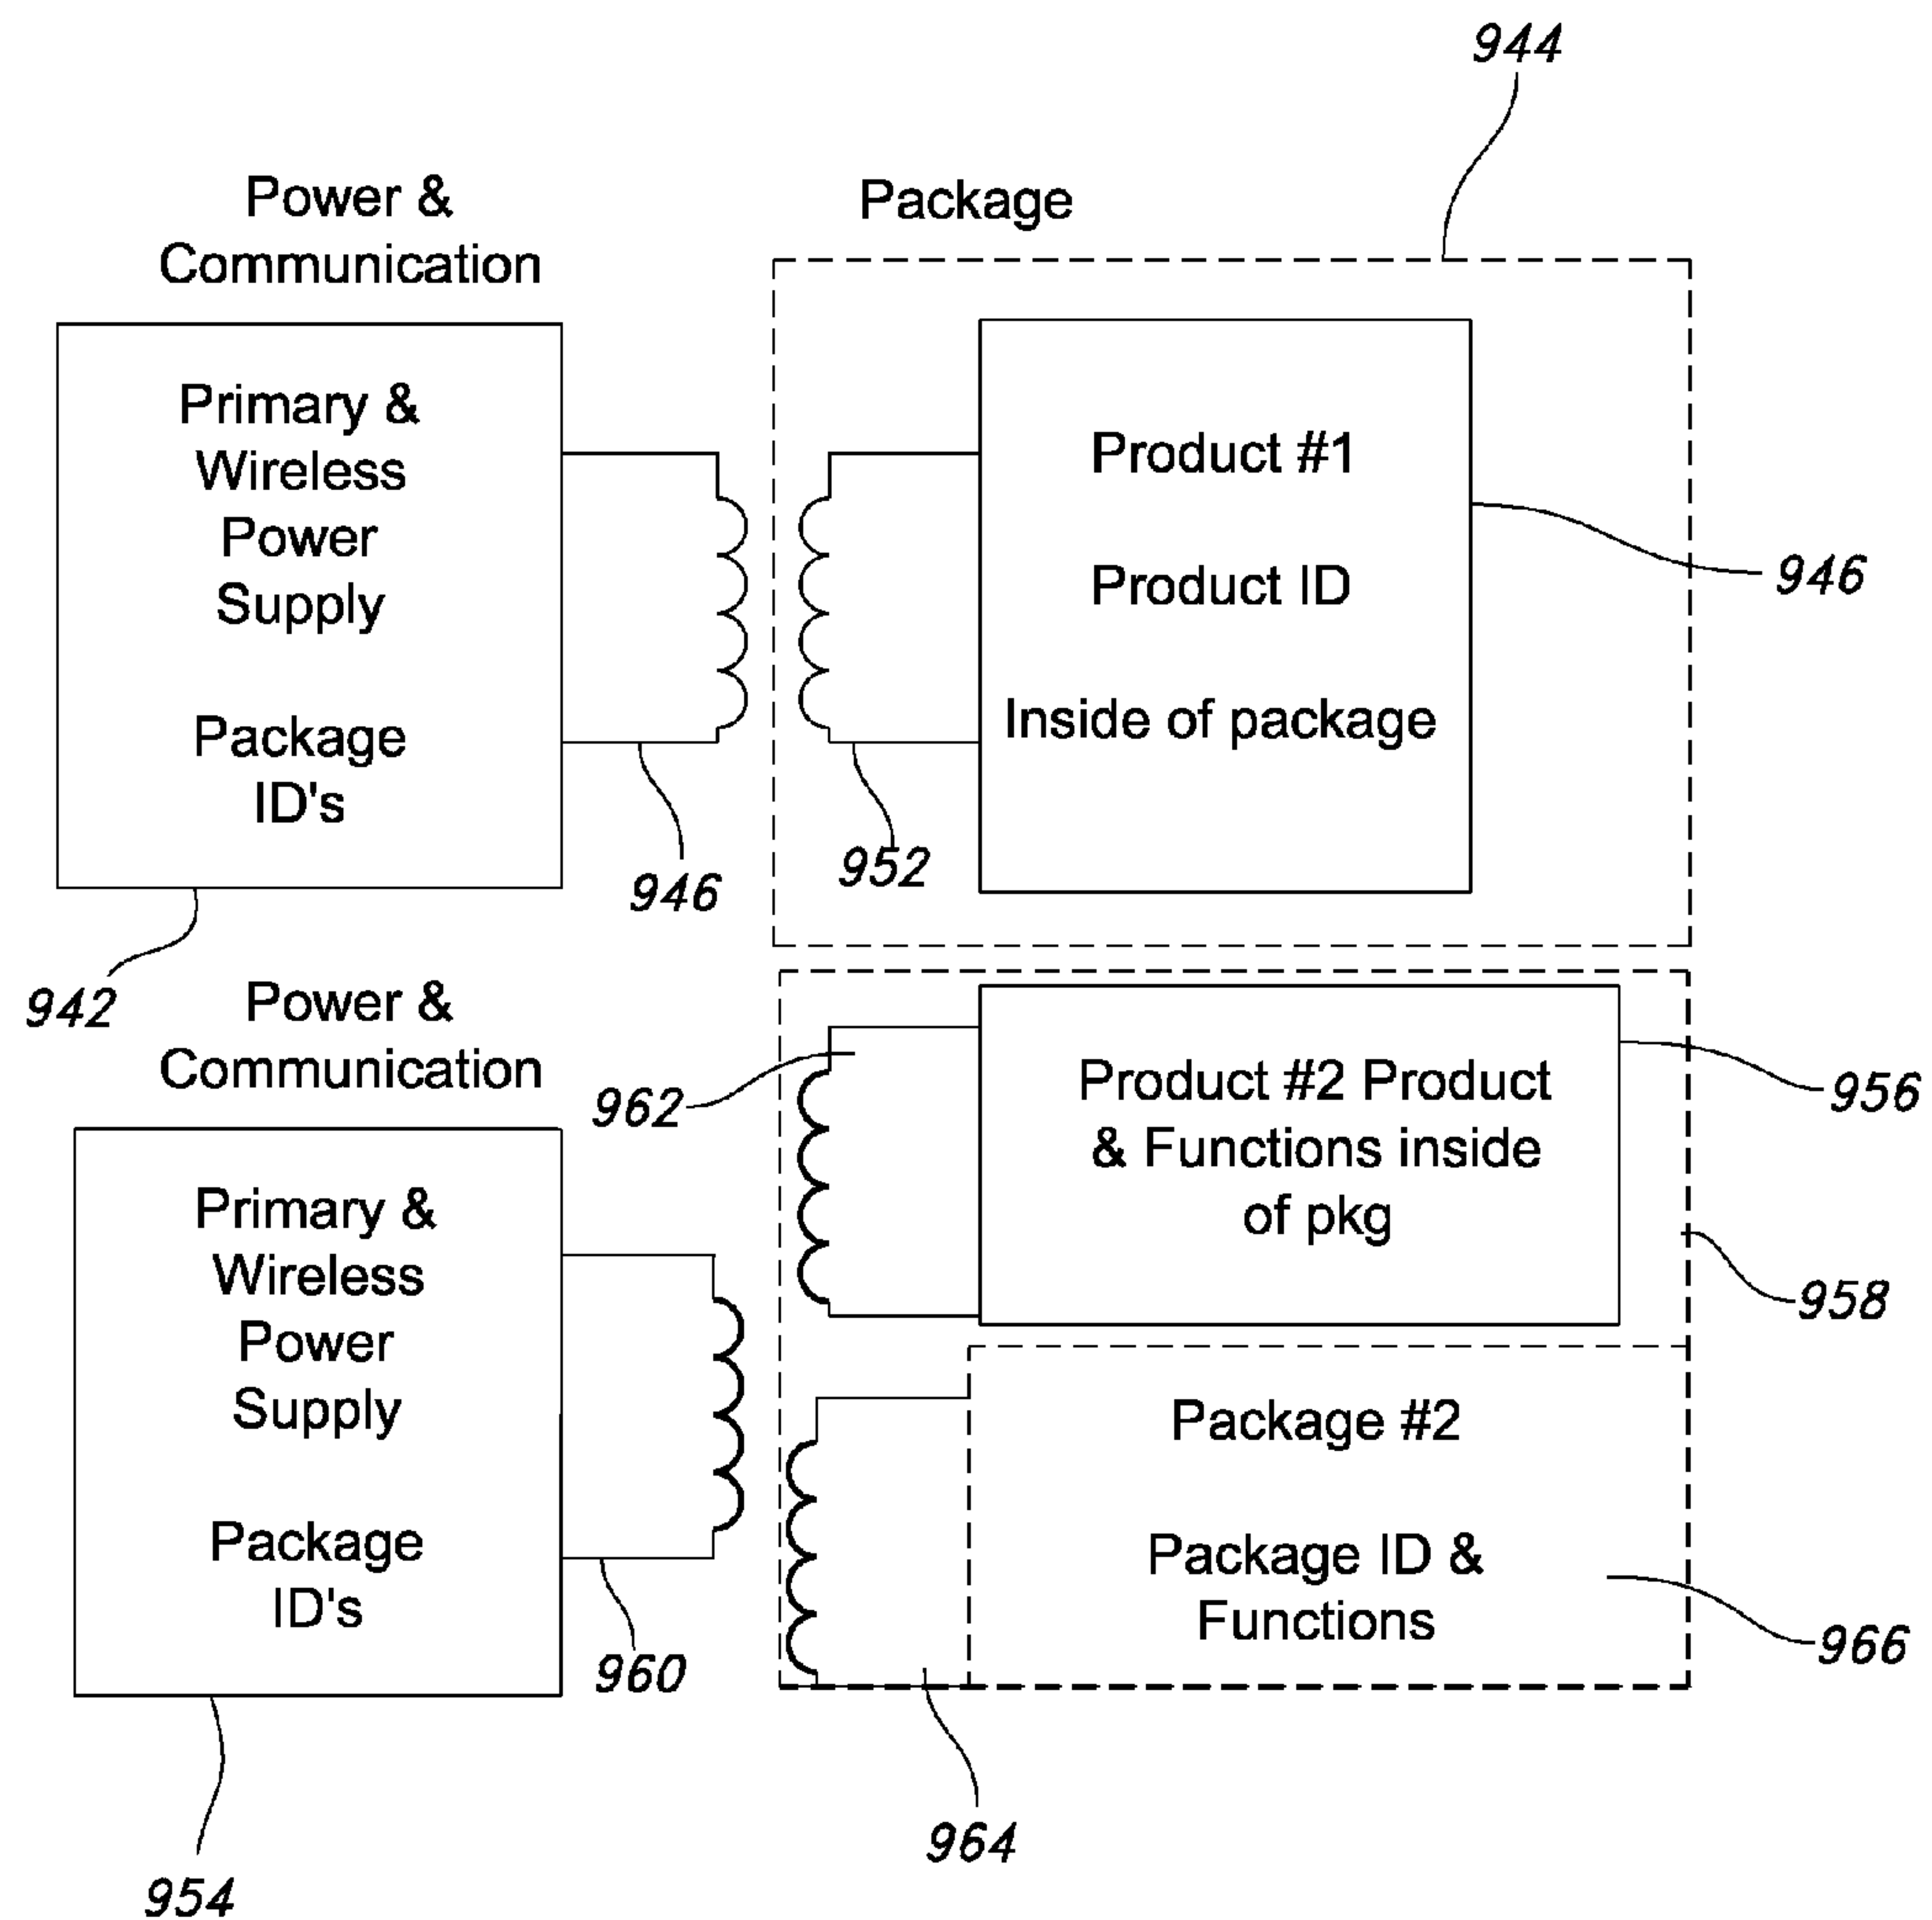 944
Power &
Communication
Package
Primary &
Wireless
Power
Supply
Package
ID's
Product #1
Product ID
Inside of package
946
946
952
942
Power &
Communication
962
Product #2 Product
& Functions inside
of pkg
956
958
Primary &
Wireless
Power
Supply
Package
ID's
960
Package #2
Package ID &
Functions
966
964
954